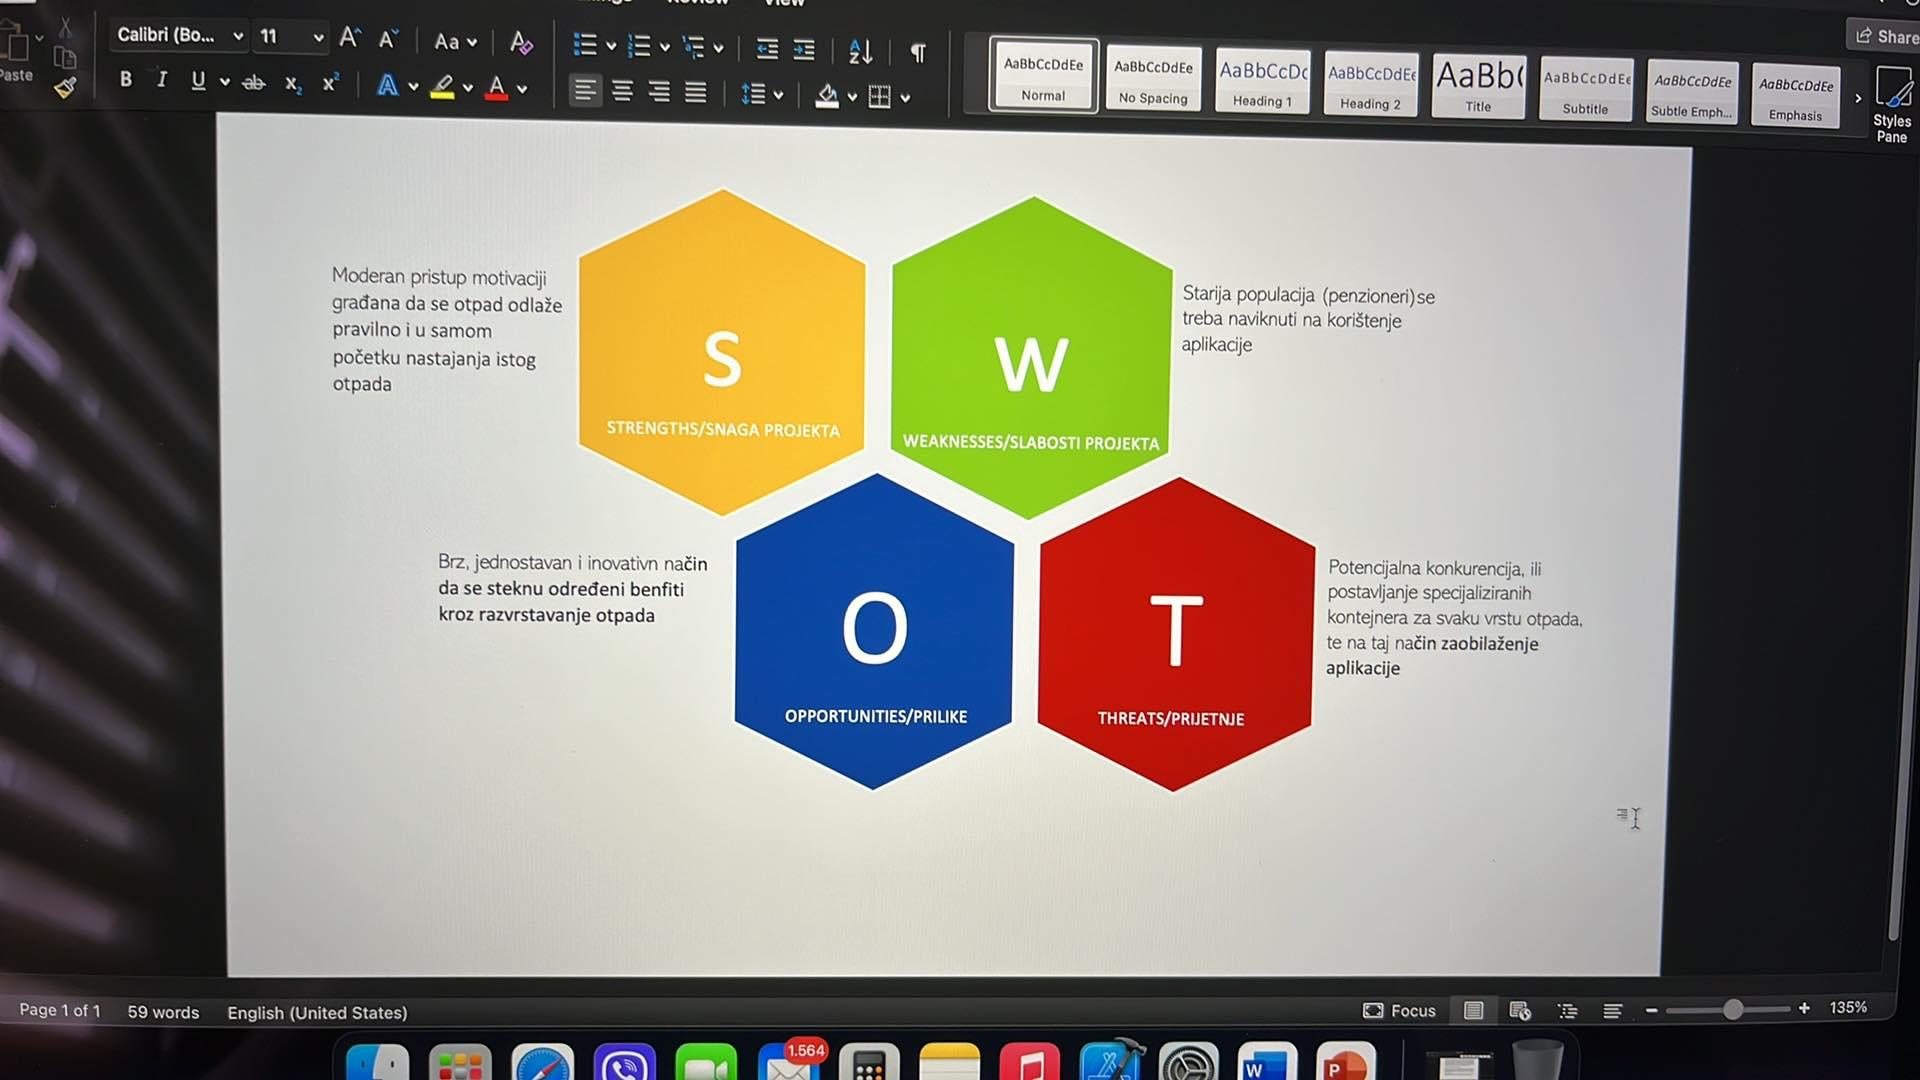 Calibri (Bo...
11
Aa
Paste
B I U ab x₂ x² A A
AaBbCcDdEe
Normal
AaBbCcDdEe
No Spacing
AaBbCcDc
Heading 1
AaBbCcDdEe
Heading 2
AaBb(
Title
AaBbCcDdEe
Subtitle
AaBbCcDdEe
Subtle Emph...
AaBbCcDdEe
Emphasis
Share
Styles
Pane
Moderan pristup motivaciji
građana da se otpad odlaže
pravilno i u samom
početku nastajanja istog
otpada
S
STRENGTHS/SNAGA PROJEKTA
W
WEAKNESSES/SLABOSTI PROJEKTA
Starija populacija (penzioneri)se
treba naviknuti na korištenje
aplikacije
Brz, jednostavan i inovativn način
da se steknu određeni benfiti
kroz razvrstavanje otpada
O
OPPORTUNITIES/PRILIKE
T
THREATS/PRIJETNJE
Potencijalna konkurencija, ili
postavljanje specijaliziranih
kontejnera za svaku vrstu otpada,
te na taj način zaobilaženje
aplikacije
Page 1 of 1
59 words
English (United States)
Focus
135%
1.564
W
P